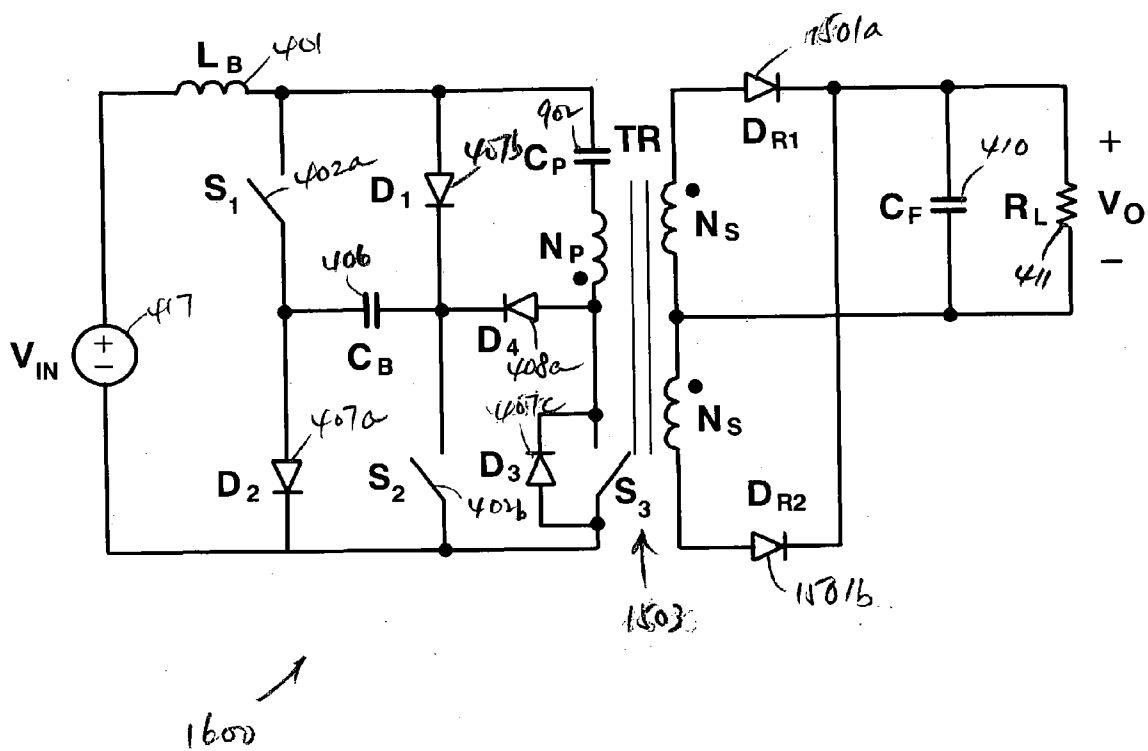 L_B 401
1501a
D_R1
902
C_P
TR
407b
D_1
402a
S_1
410
C_F
R_L
411
+
V_O
−
N_S
N_P
406
C_B
D_4
408a
417
V_IN
+
−
407a
D_2
407c
D_3
S_2
402b
S_3
N_S
D_R2
1501b
1503
1600